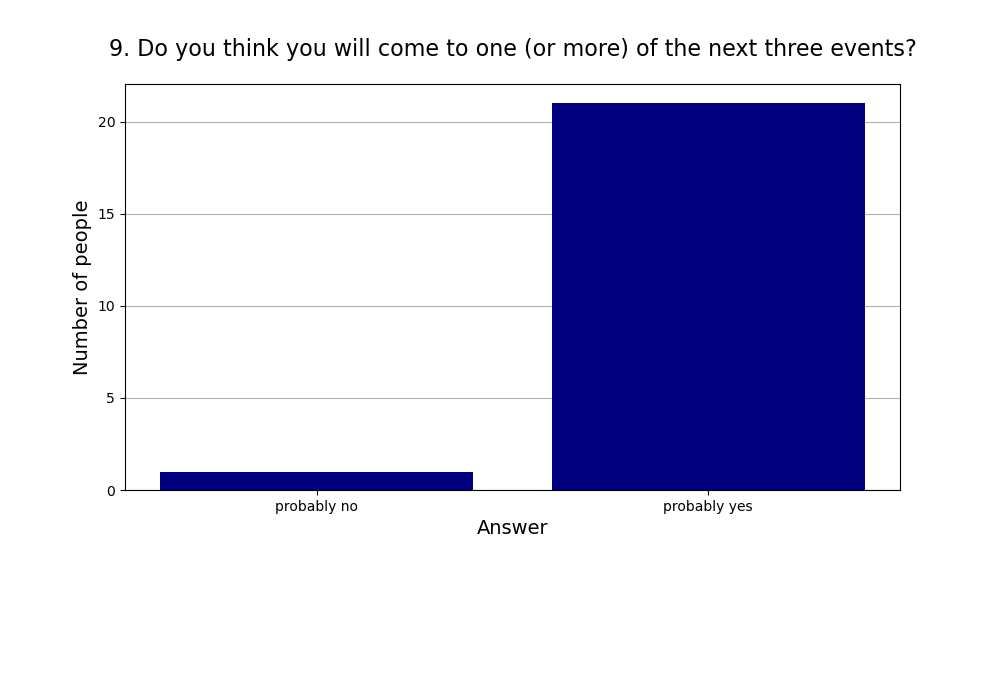 9. Do you think you will come to one (or more) of the next three events?
Number of people
20
15
10
5
0
probably no
probably yes
Answer